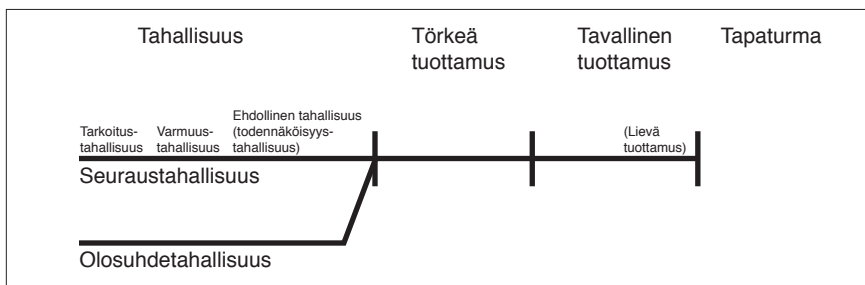 Tahallisuus
Törkeä
tuottamus
Tavallinen
tuottamus
Tapaturma
Tarkoitus-
tahallisuus
Varmuus-
tahallisuus
Ehdollinen tahallisuus
(todennäköisyys-
tahallisuus)
(Lievä
tuottamus)
Seuraustahallisuus
Olosuhdetahallisuus